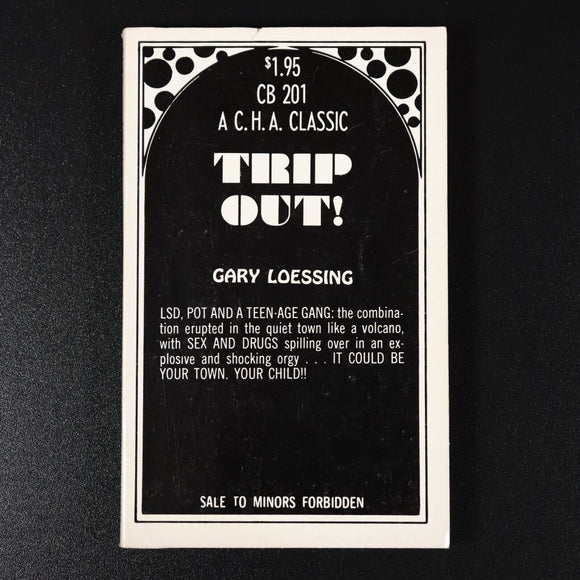 $1.95
CB 201
A C.H.A. CLASSIC
TRIP
OUT!
GARY LOESSING
LSD, POT AND A TEEN-AGE GANG: the combina-
tion erupted in the quiet town like a volcano,
with SEX AND DRUGS spilling over in an ex-
plosive and shocking orgy . . . IT COULD BE
YOUR TOWN, YOUR CHILD!!
SALE TO MINORS FORBIDDEN